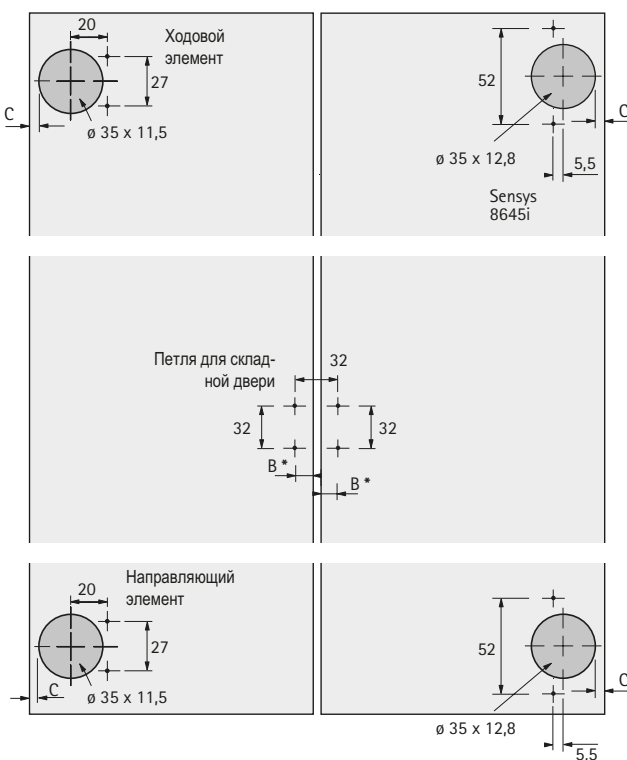 20
Ходовой
элемент
27
C
ø 35 x 11,5
52
C
ø 35 x 12,8
5,5
Sensys
8645i
Петля для склад-
ной двери
32
32
32
B *
B *
Направляющий
элемент
20
27
C
ø 35 x 11,5
52
C
ø 35 x 12,8
5,5